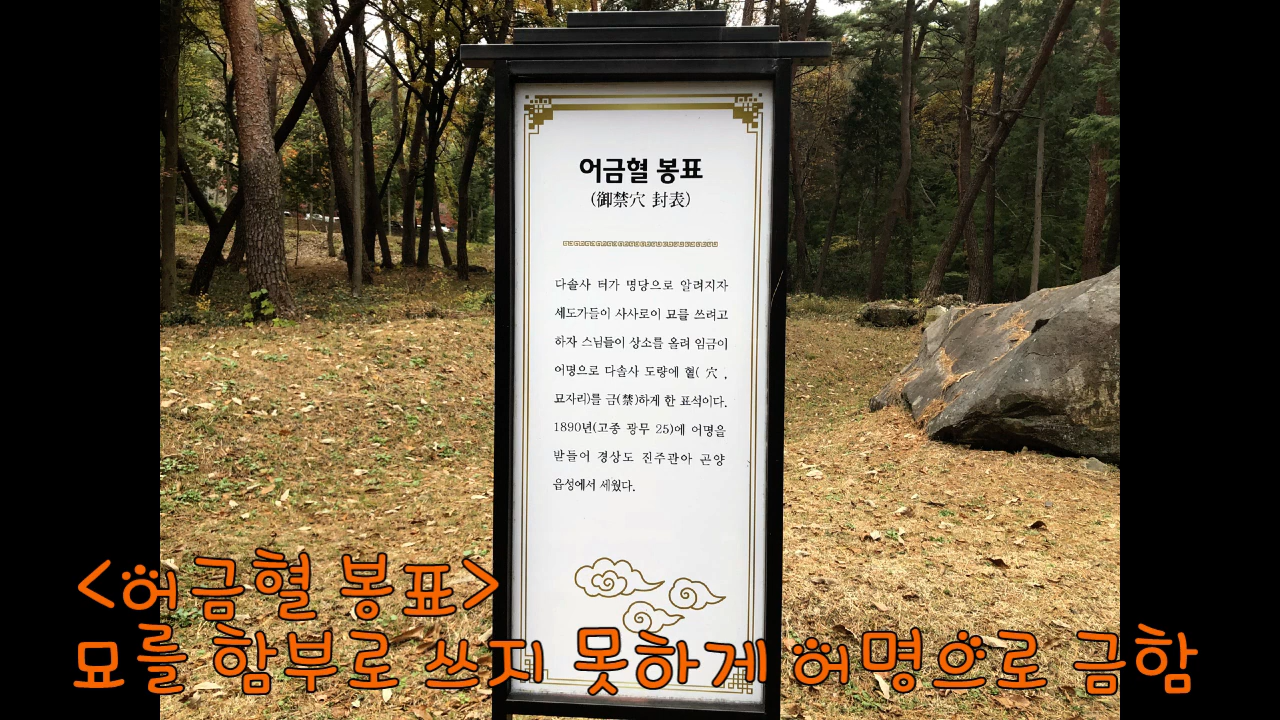 어금혈 봉표
(御禁穴 封表)
다솔사 터가 명당으로 알려지자
세도가들이 사사로이 묘를 쓰려고
하자 스님들이 상소를 올려 임금이
어명으로 다솔사 도량에 혈( 穴 ,
묘자리)를 금(禁)하게 한 표석이다.
1890년(고종 광무 25)에 어명을
받들어 경상도 진주관아 곤양
읍성에서 세웠다.
<어금혈 봉표>
묘를 함부로 쓰지 못하게 어명으로 금함